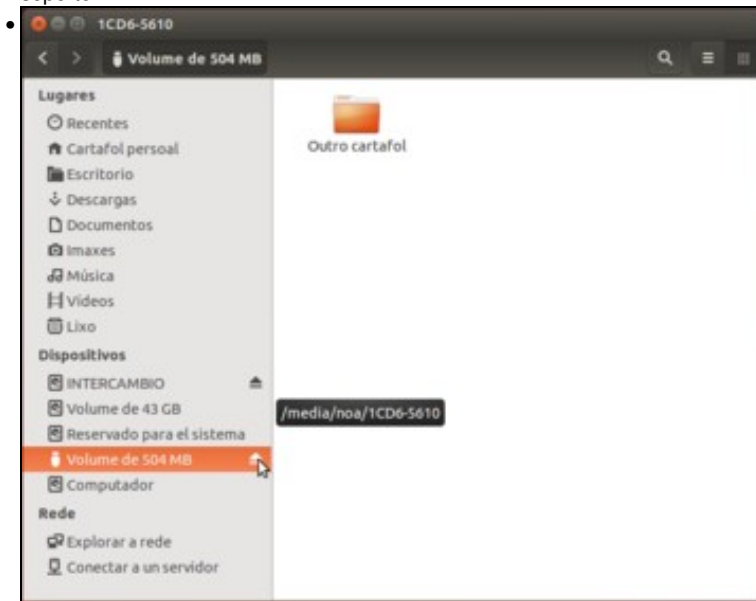 1CD6-5610
Volume de 504 MB
Lugares
Recentes
Cartafol persoal
Escritorio
Descargas
Documentos
Imaxes
Música
Vídeos
Lixo
Dispositivos
INTERCAMBIO
Volume de 43 GB
Reservado para el sistema
Volume de 504 MB
Computador
Rede
Explorar a rede
Conectar a un servidor
Outro cartafol
/media/noa/1CD6-5610